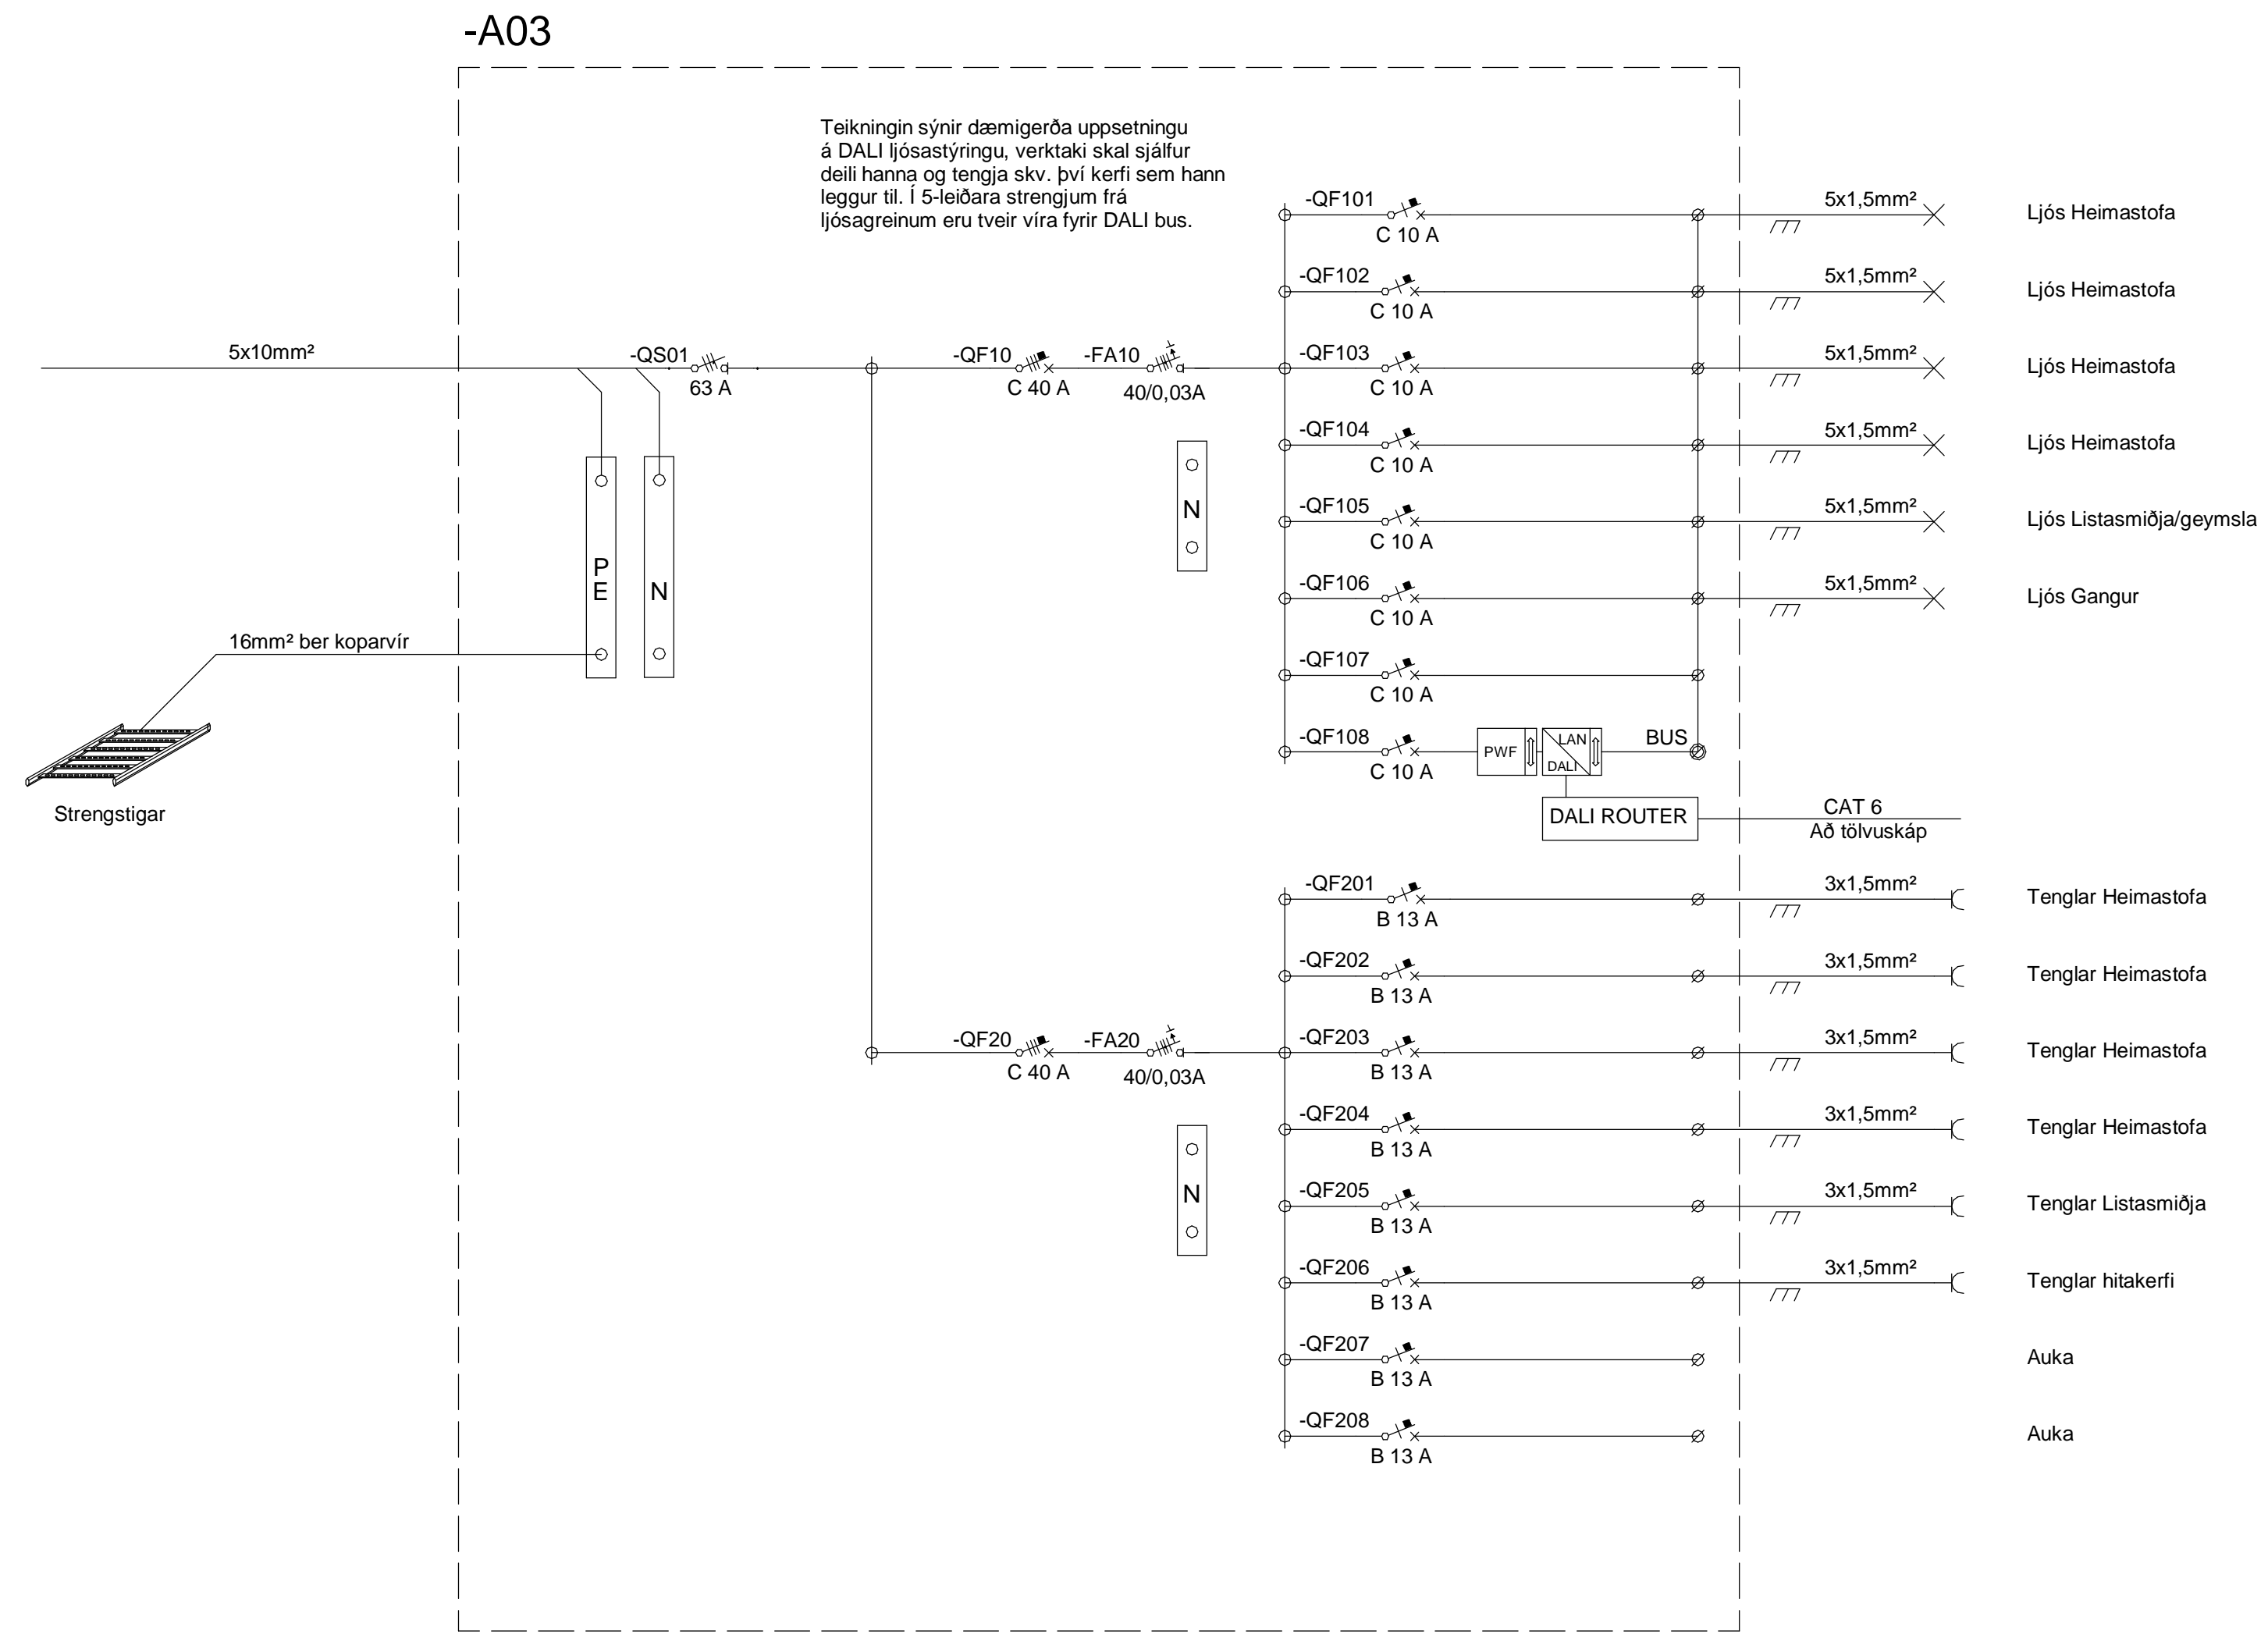 -A03
Teikningin sýnir dæmigerða uppsetningu
á DALI ljósastýringu, verktaki skal sjálfur
deili hanna og tengja skv. því kerfi sem hann
leggur til. Í 5-leiðara strengjum frá
ljósagreinum eru tveir víra fyrir DALI bus.
5x10mm²
-QS01
63 A
-QF10
C 40 A
-FA10
40/0,03A
P
E
N
N
16mm² ber koparvír
Strengstigar
-QF101
C 10 A
5x1,5mm²
Ljós Heimastofa
-QF102
C 10 A
5x1,5mm²
Ljós Heimastofa
-QF103
C 10 A
5x1,5mm²
Ljós Heimastofa
-QF104
C 10 A
5x1,5mm²
Ljós Heimastofa
-QF105
C 10 A
5x1,5mm²
Ljós Listasmiðja/geymsla
-QF106
C 10 A
5x1,5mm²
Ljós Gangur
-QF107
C 10 A
-QF108
C 10 A
PWF
LAN
DALI
BUS
DALI ROUTER
CAT 6
Að tölvuskáp
-QF20
C 40 A
-FA20
40/0,03A
N
-QF201
B 13 A
3x1,5mm²
Tenglar Heimastofa
-QF202
B 13 A
3x1,5mm²
Tenglar Heimastofa
-QF203
B 13 A
3x1,5mm²
Tenglar Heimastofa
-QF204
B 13 A
3x1,5mm²
Tenglar Heimastofa
-QF205
B 13 A
3x1,5mm²
Tenglar Listasmiðja
-QF206
B 13 A
3x1,5mm²
Tenglar hitakerfi
-QF207
B 13 A
Auka
-QF208
B 13 A
Auka